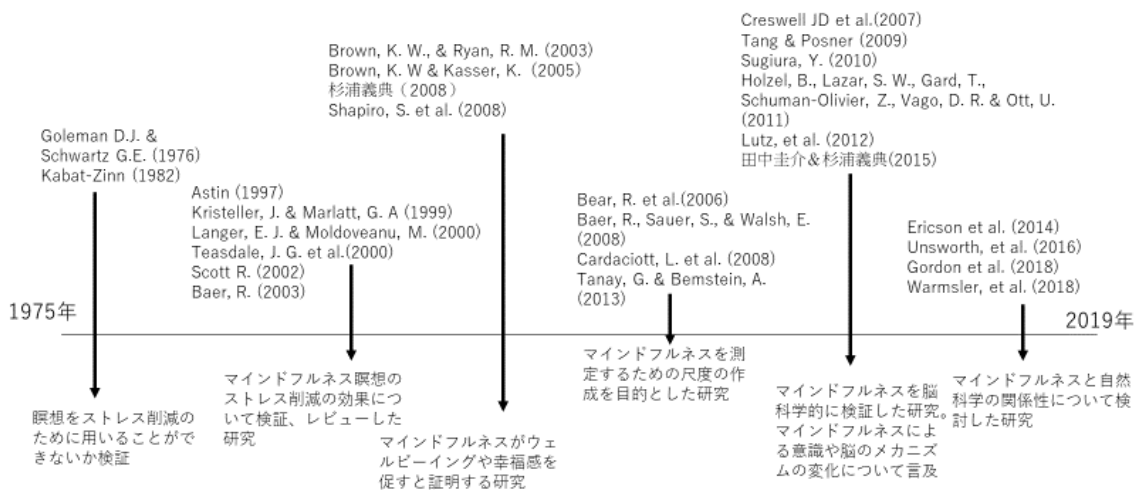 Goleman D.J. &
Schwartz G.E. (1976)
Kabat-Zinn (1982)
Astin (1997)
Kristeller, J. & Marlatt, G. A (1999)
Langer, E. J. & Moldoveanu, M. (2000)
Teasdale, J. G. et al.(2000)
Scott R. (2002)
Baer, R. (2003)
Brown, K. W., & Ryan, R. M. (2003)
Brown, K. W & Kasser, K. (2005)
杉浦義典（2008）
Shapiro, S. et al. (2008)
Bear, R. et al.(2006)
Baer, R., Sauer, S., & Walsh, E.
(2008)
Cardaciott, L. et al. (2008)
Tanay, G. & Bemstein, A.
(2013)
Creswell JD et al.(2007)
Tang & Posner (2009)
Sugiura, Y. (2010)
Holzel, B., Lazar, S. W., Gard, T.,
Schuman-Olivier, Z., Vago, D. R. & Ott, U.
(2011)
Lutz, et al. (2012)
田中圭介&杉浦義典(2015)
Ericson et al. (2014)
Unsworth, et al. (2016)
Gordon et al. (2018)
Warmsler, et al. (2018)
1975年
2019年
瞑想をストレス削減の
ために用いることがで
きないか検証
マインドフルネス瞑想の
ストレス削減の効果につ
いて検証、レビューした
研究
マインドフルネスがウェ
ルビーイングや幸福感を
促すと証明する研究
マインドフルネスを測
定するための尺度の作
成を目的とした研究
マインドフルネスを脳
科学的に検証した研究。
マインドフルネスによ
る意識や脳のメカニズ
ムの変化について言及
マインドフルネスと自然
科学の関係性について検
討した研究